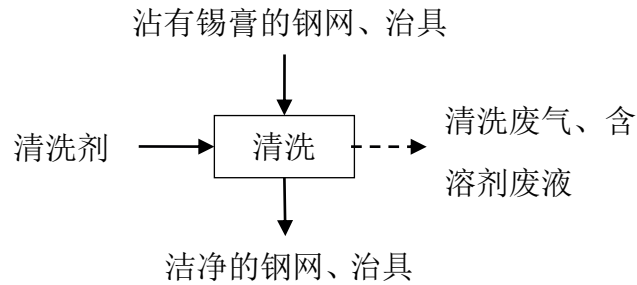 沾有锡膏的钢网、治具
清洗剂
清洗
清洗废气、含
溶剂废液
洁净的钢网、治具